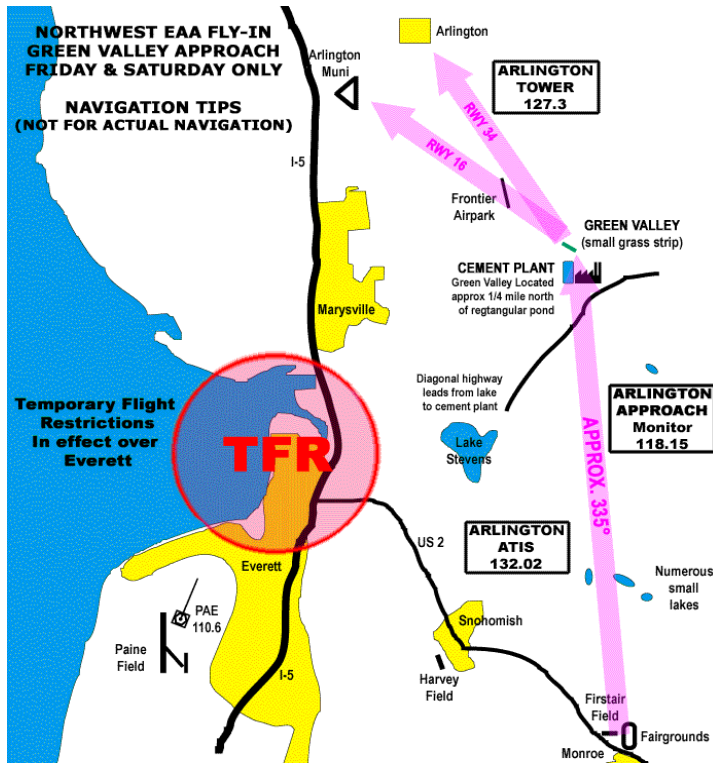 NORTHWEST EAA FLY-IN
GREEN VALLEY APPROACH
FRIDAY & SATURDAY ONLY
NAVIGATION TIPS
(NOT FOR ACTUAL NAVIGATION)
Arlington
Muni
Arlington
ARLINGTON
TOWER
127.3
I-5
RWY 34
RWY 16
Frontier
Airpark
GREEN VALLEY
(small grass strip)
CEMENT PLANT
Green Valley Located
approx 1/4 mile north
of regtangular pond
Marysville
Diagonal highway
leads from lake
to cement plant
Temporary Flight
Restrictions
In effect over
Everett
TFR
Lake
Stevens
ARLINGTON
APPROACH
Monitor
118.15
APPROX. 335°
ARLINGTON
ATIS
132.02
US 2
Everett
Numerous
small
lakes
PAE
110.6
Paine
Field
Snohomish
Harvey
Field
I-5
Firstair
Field
Fairgrounds
Monroe